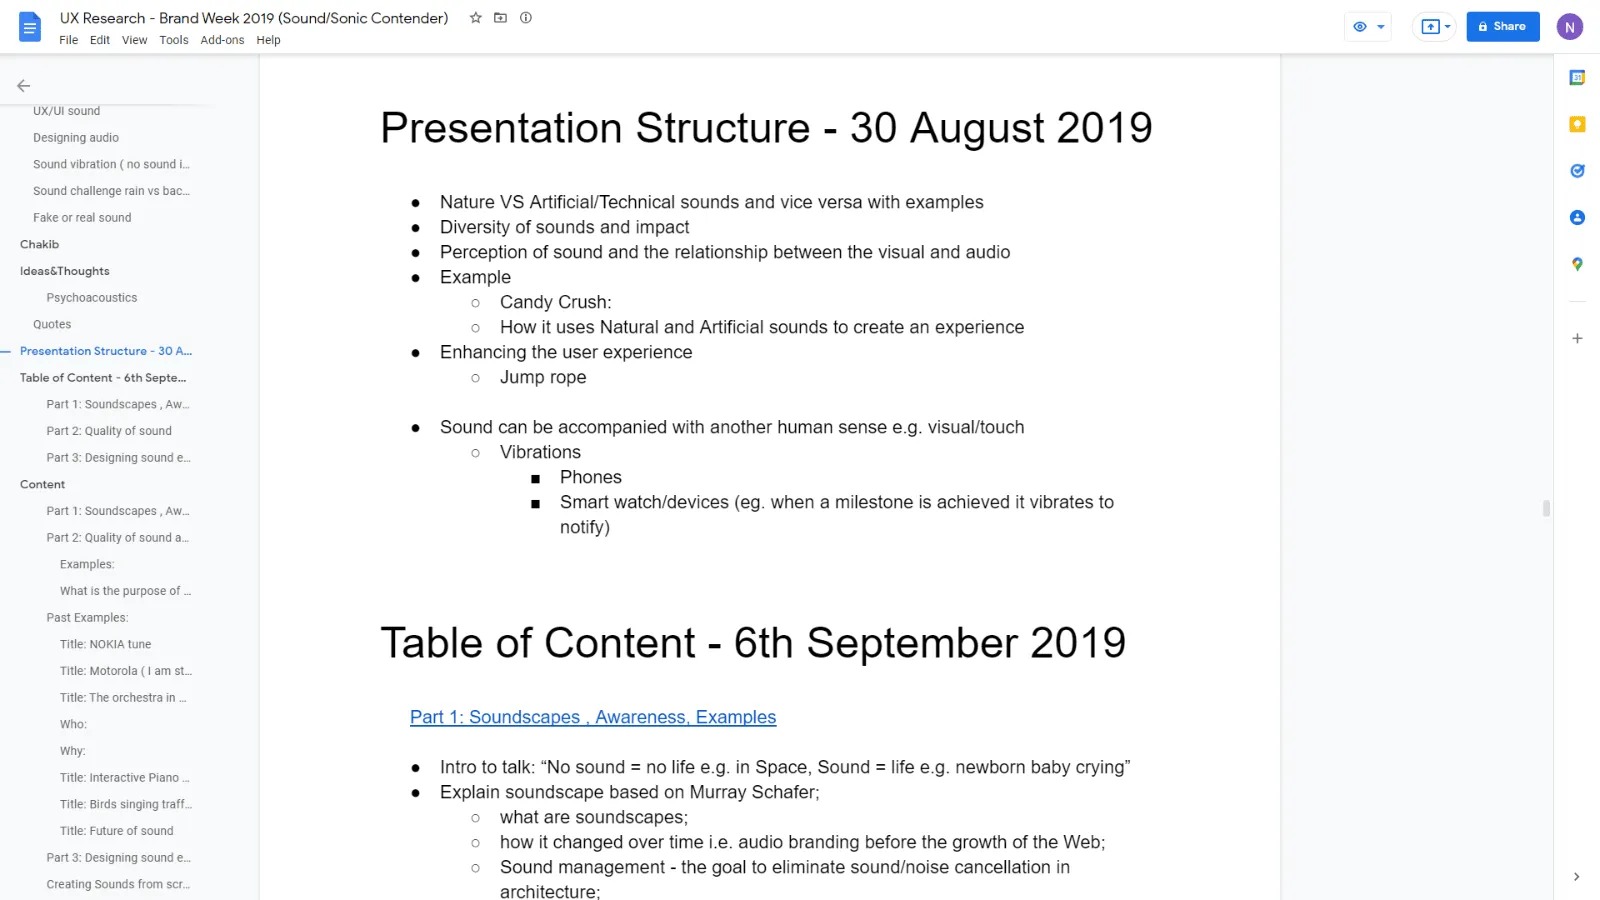 UX Research - Brand Week 2019 (Sound/Sonic Contender)
File Edit View Tools Add-ons Help
Share
N
UX/UI sound
Designing audio
Sound vibration ( no sound i...
Sound challenge rain vs bac...
Fake or real sound
Chakib
Ideas&Thoughts
Psychoacoustics
Quotes
Presentation Structure - 30 A...
Table of Content - 6th Septe...
Part 1: Soundscapes , Aw...
Part 2: Quality of sound
Part 3: Designing sound e...
Content
Part 1: Soundscapes , Aw...
Part 2: Quality of sound a...
Examples:
What is the purpose of ...
Past Examples:
Title: NOKIA tune
Title: Motorola ( I am st...
Title: The orchestra in ...
Who:
Why:
Title: Interactive Piano ...
Title: Birds singing traff...
Title: Future of sound
Part 3: Designing sound e...
Creating Sounds from scr...
Presentation Structure - 30 August 2019
● Nature VS Artificial/Technical sounds and vice versa with examples
● Diversity of sounds and impact
● Perception of sound and the relationship between the visual and audio
● Example
○ Candy Crush:
○ How it uses Natural and Artificial sounds to create an experience
● Enhancing the user experience
○ Jump rope
● Sound can be accompanied with another human sense e.g. visual/touch
○ Vibrations
■ Phones
■ Smart watch/devices (eg. when a milestone is achieved it vibrates to
notify)
Table of Content - 6th September 2019
Part 1: Soundscapes , Awareness, Examples
● Intro to talk: “No sound = no life e.g. in Space, Sound = life e.g. newborn baby crying”
● Explain soundscape based on Murray Schafer;
○ what are soundscapes;
○ how it changed over time i.e. audio branding before the growth of the Web;
○ Sound management - the goal to eliminate sound/noise cancellation in
architecture;
31